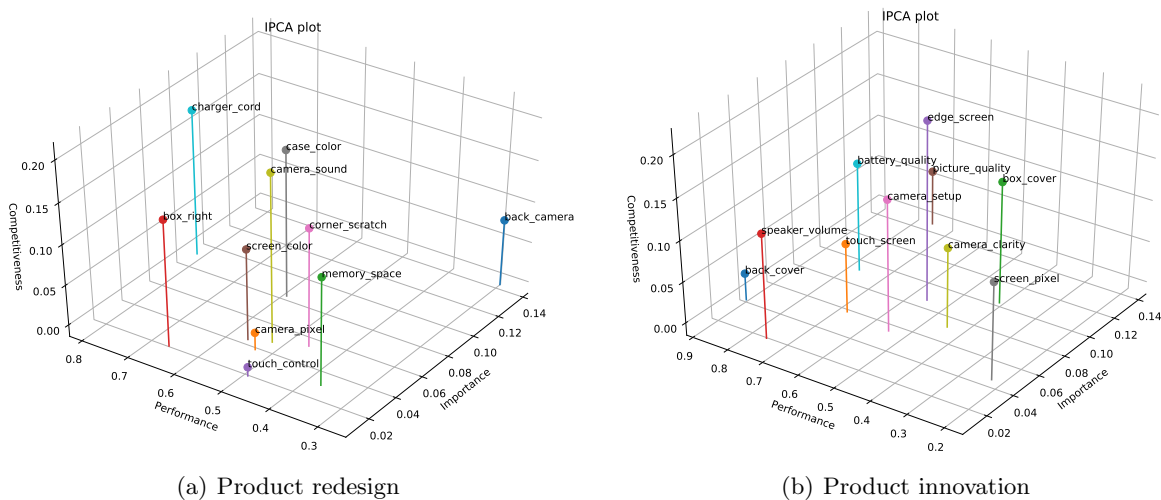 IPCA plot
charger_cord
case_color
camera_sound
box_right
back_camera
corner_scratch
screen_color
memory_space
camera_pixel
touch_control
0.20
0.15
0.10
0.05
0.00
Competitiveness
0.8
0.7
0.6
0.5
0.4
0.3
Performance
0.02
0.04
0.06
0.08
0.10
0.12
0.14
Importance
(a) Product redesign
IPCA plot
edge_screen
battery_quality
picture_quality
box_cover
camera_setup
speaker_volume
touch_screen
camera_clarity
back_cover
screen_pixel
0.20
0.15
0.10
0.05
0.00
Competitiveness
0.9
0.8
0.7
0.6
0.5
0.4
0.3
0.2
Performance
0.02
0.04
0.06
0.08
0.10
0.12
0.14
Importance
(b) Product innovation